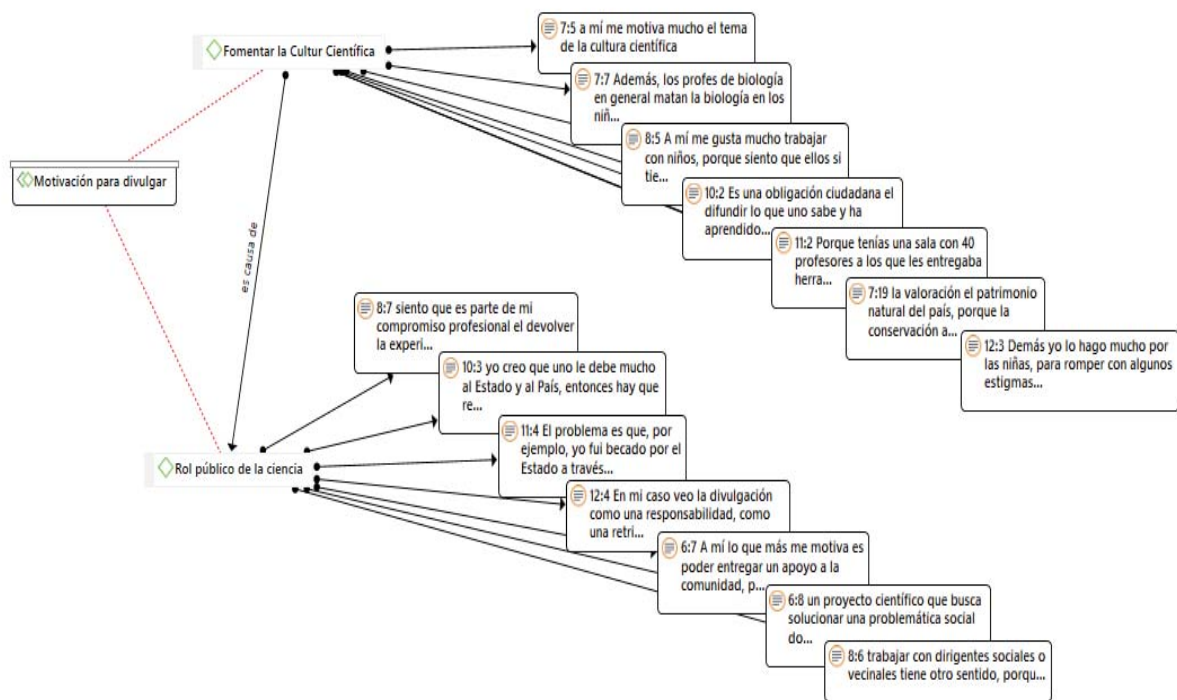 Fomentar la Cultur Científica
7:5 a mí me motiva mucho el tema
de la cultura científica
7:7 Además, los profes de biología
en general matan la biología en los
niñ...
8:5 A mí me gusta mucho trabajar
con niños, porque siento que ellos si
tie...
10:2 Es una obligación ciudadana el
difundir lo que uno sabe y ha
aprendido...
11:2 Porque tenías una sala con 40
profesores a los que les entregaba
herra...
7:19 la valoración el patrimonio
natural del país, porque la
conservación a...
12:3 Demás yo lo hago mucho por
las niñas, para romper con algunos
estigmas...
Motivación para divulgar
es causa de
8:7 siento que es parte de mi
compromiso profesional el devolver
la experi...
10:3 yo creo que uno le debe mucho
al Estado y al País, entonces hay que
re...
11:4 El problema es que, por
ejemplo, yo fui becado por el
Estado a través...
Rol público de la ciencia
12:4 En mi caso veo la divulgación
como una responsabilidad, como
una retri...
6:7 A mí lo que más me motiva es
poder entregar un apoyo a la
comunidad, p...
6:8 un proyecto científico que busca
solucionar una problemática social
do...
8:6 trabajar con dirigentes sociales o
vecinales tiene otro sentido, porqu...